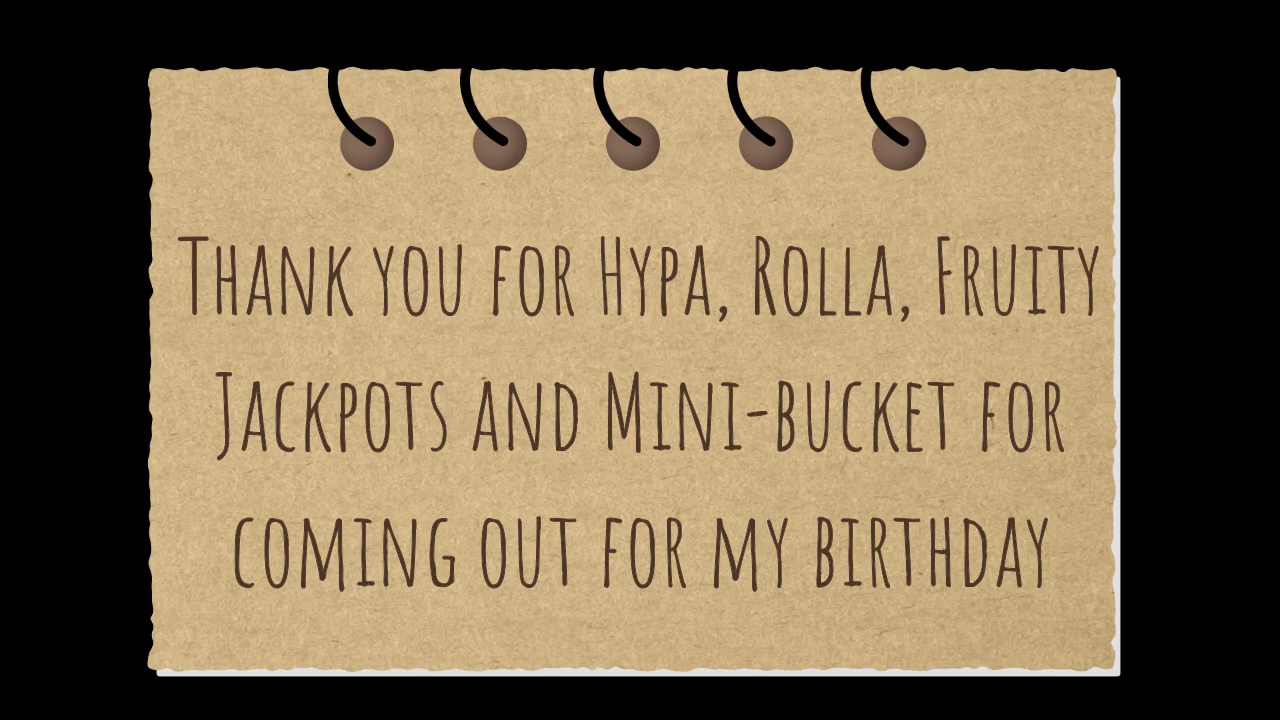 Thank you for Hypa, Rolla, Fruity
Jackpots and Mini-bucket for
coming out for my birthday